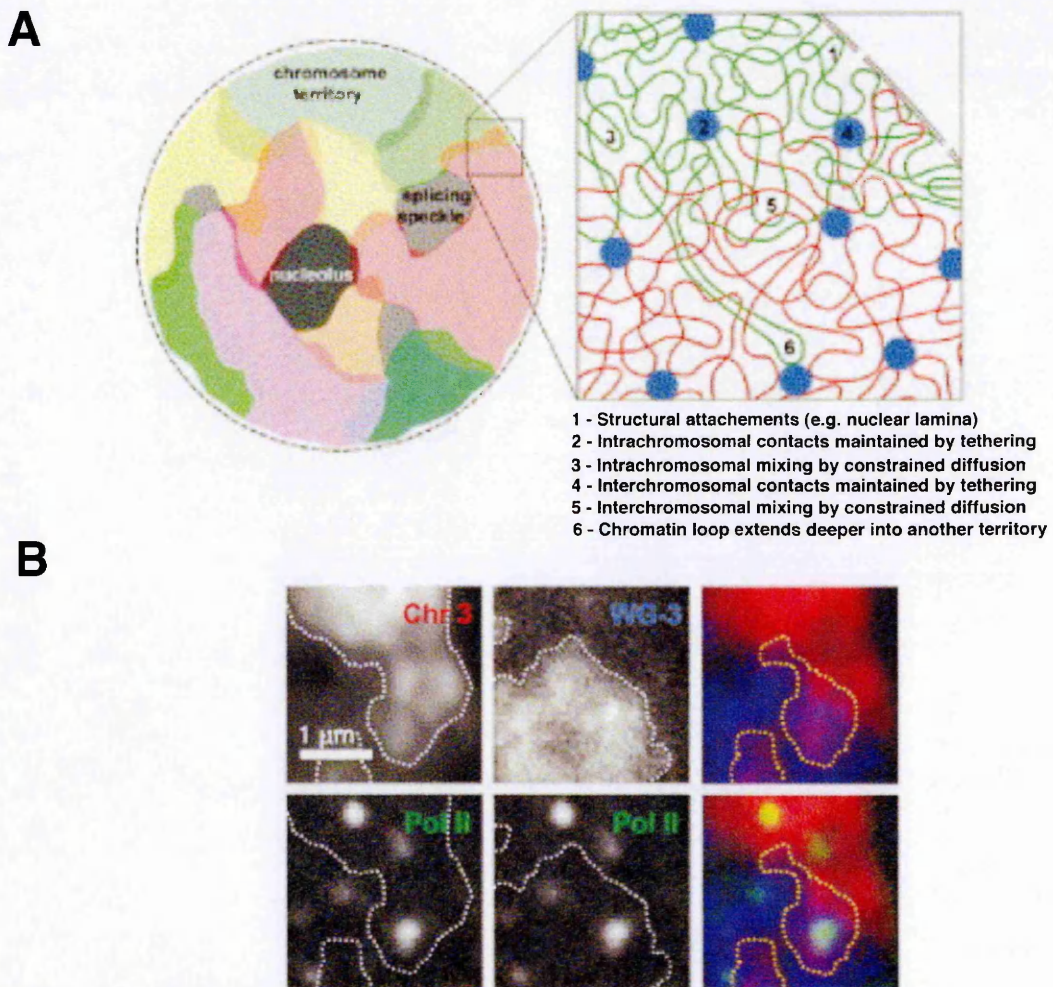 A
chromosome
territory
splicing
speckle
nucleolus
1
2
4
3
5
6
1 - Structural attachements (e.g. nuclear lamina)
2 - Intrachromosomal contacts maintained by tethering
3 - Intrachromosomal mixing by constrained diffusion
4 - Interchromosomal contacts maintained by tethering
5 - Interchromosomal mixing by constrained diffusion
6 - Chromatin loop extends deeper into another territory
B
Chr 3
WG-3
1 µm
Pol II
Pol II